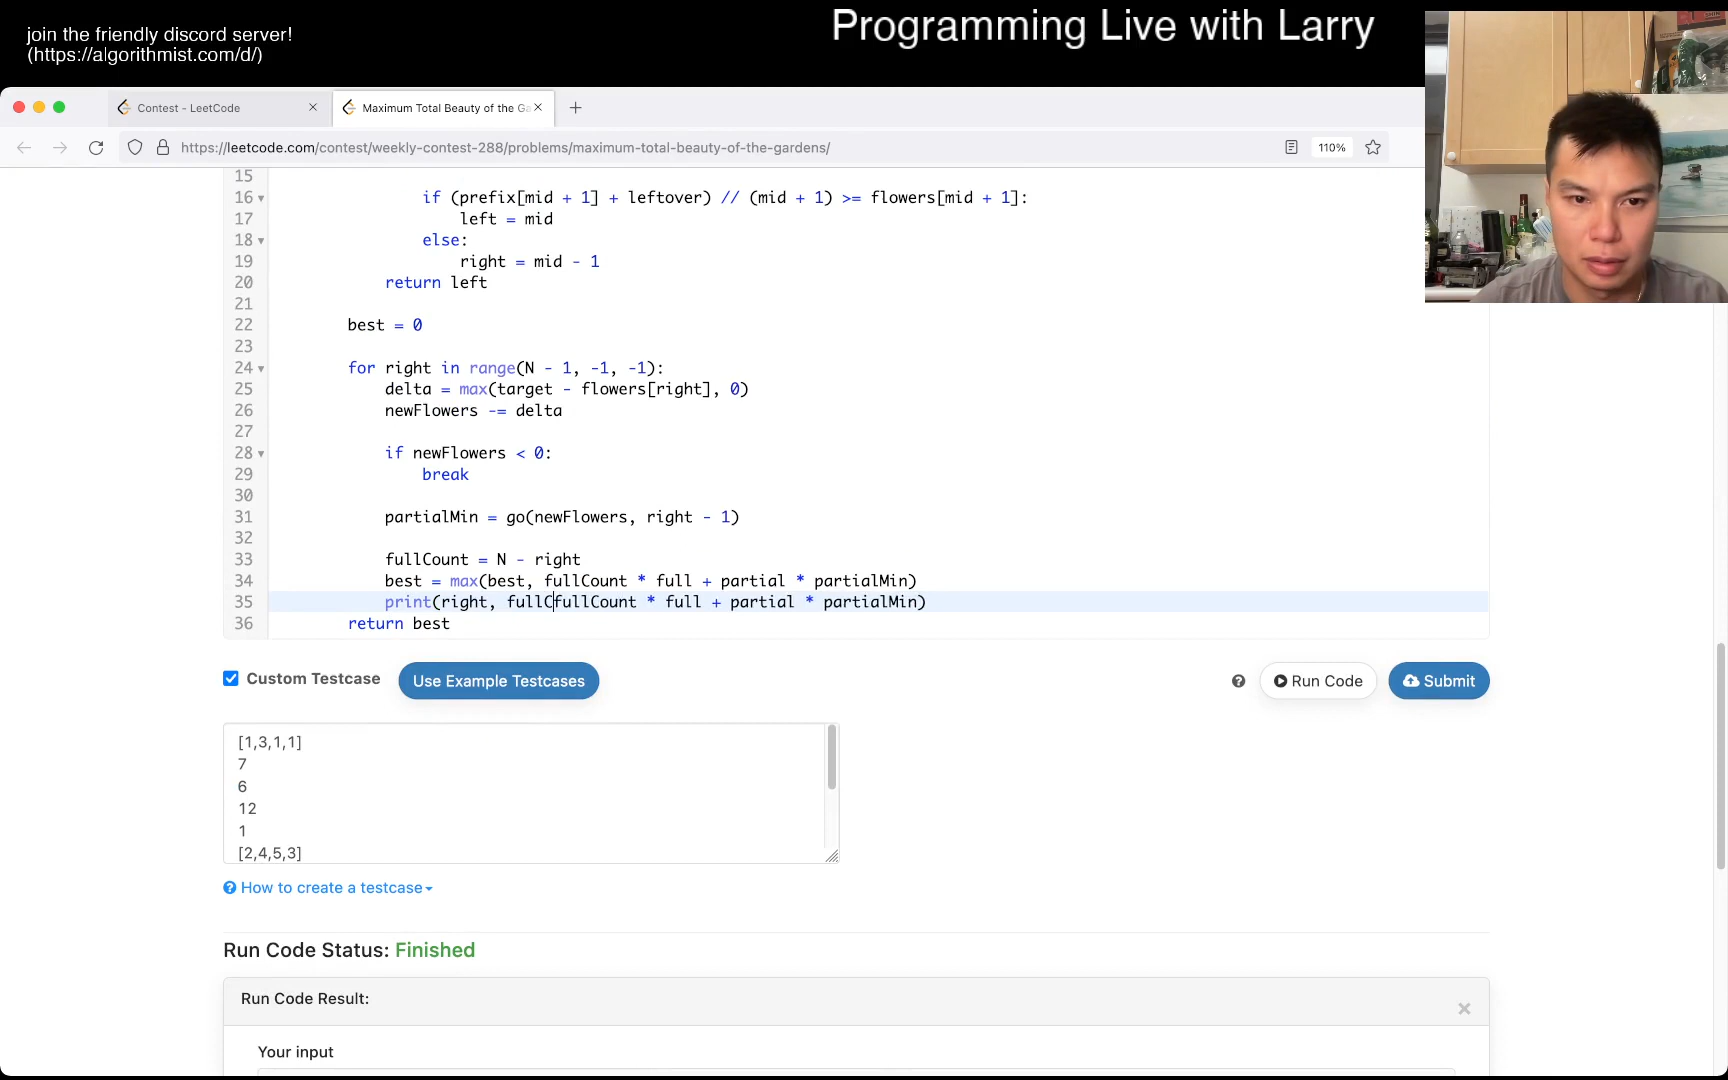 join the friendly discord server!
(https://algorithmist.com/d/)
Programming Live with Larry
Contest - LeetCode
Maximum Total Beauty of the Ga
https://leetcode.com/contest/weekly-contest-288/problems/maximum-total-beauty-of-the-gardens/
110%
15
16 if (prefix[mid + 1] + leftover) // (mid + 1) >= flowers[mid + 1]:
17 left = mid
18 else:
19 right = mid - 1
20 return left
21
22 best = 0
23
24 for right in range(N - 1, -1, -1):
25 delta = max(target - flowers[right], 0)
26 newFlowers -= delta
27
28 if newFlowers < 0:
29 break
30
31 partialMin = go(newFlowers, right - 1)
32
33 fullCount = N - right
34 best = max(best, fullCount * full + partial * partialMin)
35 print(right, fullCfullCount * full + partial * partialMin)
36 return best
Custom Testcase
Use Example Testcases
Run Code
Submit
[1,3,1,1]
7
6
12
1
[2,4,5,3]
How to create a testcase
Run Code Status: Finished
Run Code Result:
Your input